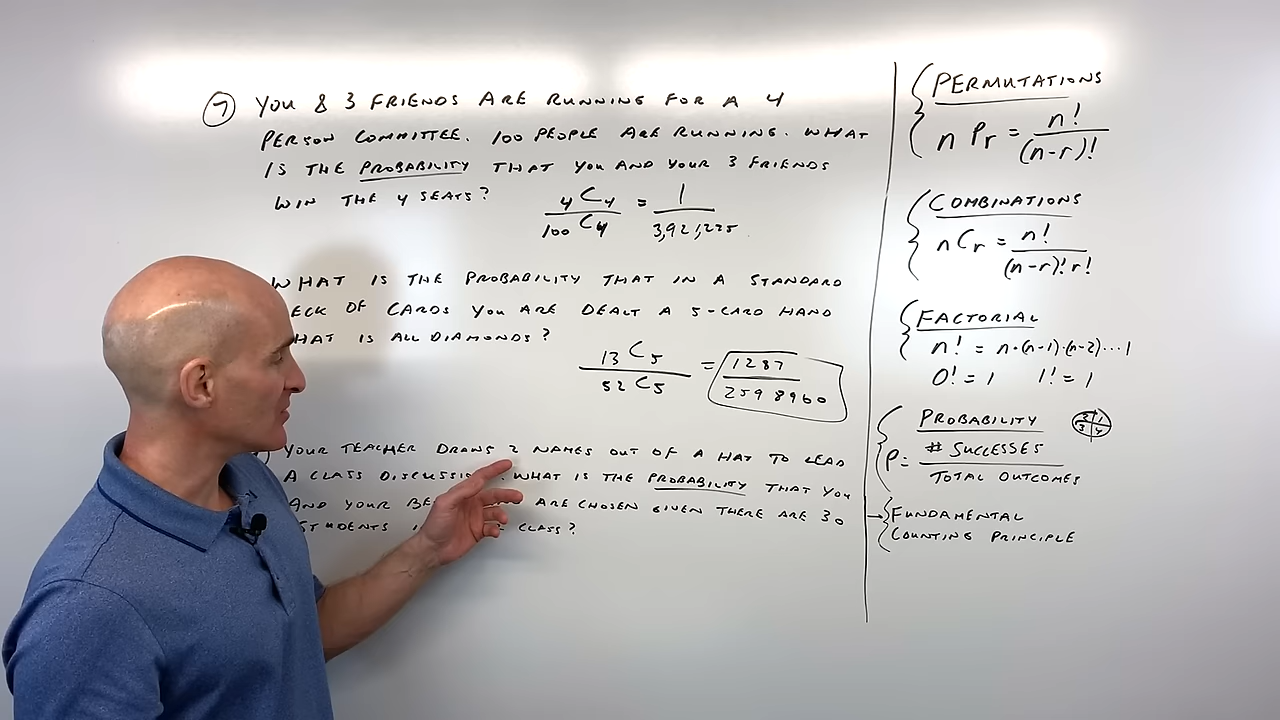 7 YOU & 3 FRIENDS ARE RUNNING FOR A 4
PERSON COMMITTEE. 100 PEOPLE ARE RUNNING. WHAT
IS THE PROBABILITY THAT YOU AND YOUR 3 FRIENDS
WIN THE 4 SEATS?
4C4 / 100C4 = 1 / 3,921,225
WHAT IS THE PROBABILITY THAT IN A STANDARD
ECK OF CARDS YOU ARE DEALT A 5-CARD HAND
HAT IS ALL DIAMONDS?
13C5 / 52C5 = 1287 / 2598960
YOUR TEACHER DRAWS 2 NAMES OUT OF A HAT TO LEAD
A CLASS DISCUSSI WHAT IS THE PROBABILITY THAT YOU
AND YOUR BE ARE CHOSEN GIVEN THERE ARE 30
STUDENTS CLASS?
PERMUTATIONS
nPr = n! / (n-r)!
COMBINATIONS
nCr = n! / (n-r)!r!
FACTORIAL
n! = n·(n-1)·(n-2)...1
0! = 1 1! = 1
PROBABILITY
2 1
3 4
P = # SUCCESSES / TOTAL OUTCOMES
→ FUNDAMENTAL
COUNTING PRINCIPLE